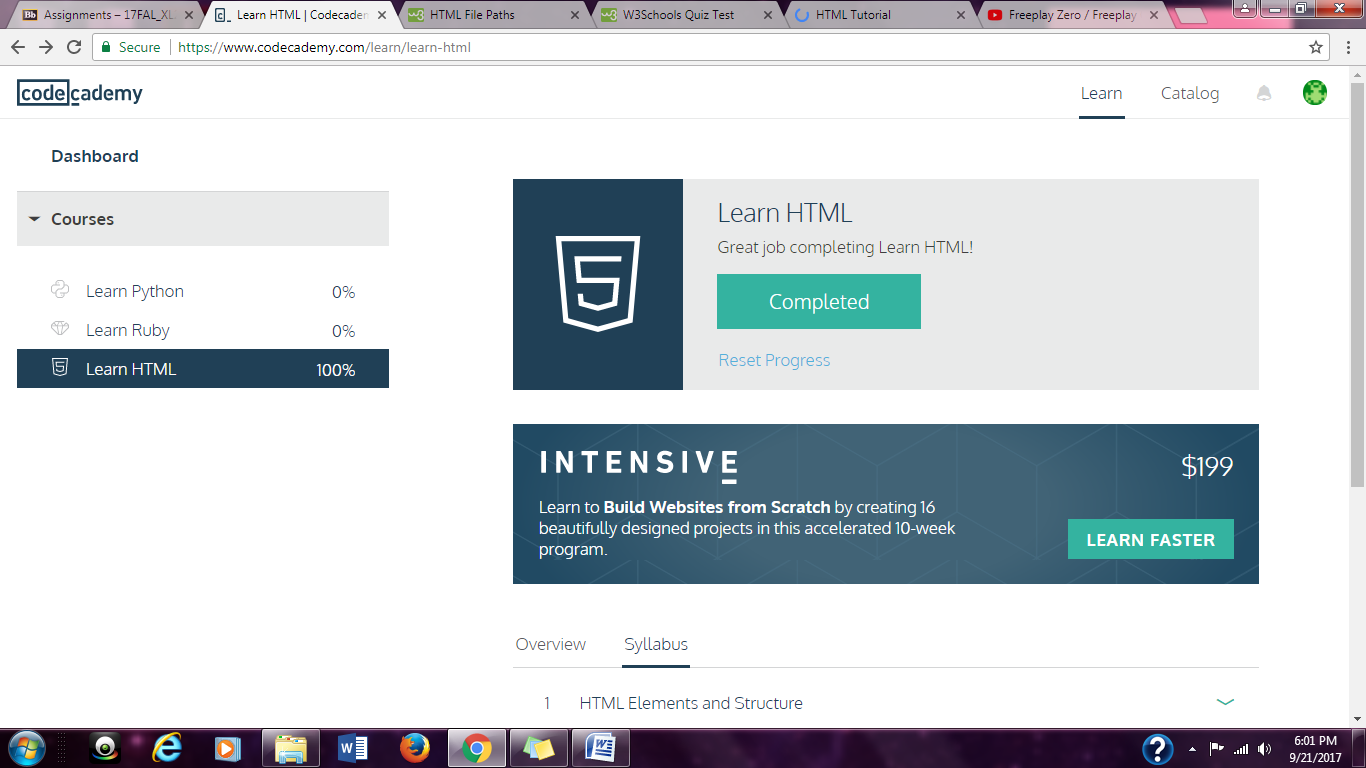 Assignments – 17FAL_XL
Learn HTML | Codecadem
HTML File Paths
W3Schools Quiz Test
HTML Tutorial
Freeplay Zero / Freeplay
Secure
https://www.codecademy.com/learn/learn-html
codecademy
Learn
Catalog
Dashboard
Courses
Learn Python 0%
Learn Ruby 0%
Learn HTML 100%
Learn HTML
Great job completing Learn HTML!
Completed
Reset Progress
INTENSIVE
$199
Learn to Build Websites from Scratch by creating 16
beautifully designed projects in this accelerated 10-week
program.
LEARN FASTER
Overview
Syllabus
1 HTML Elements and Structure
6:01 PM
9/21/2017